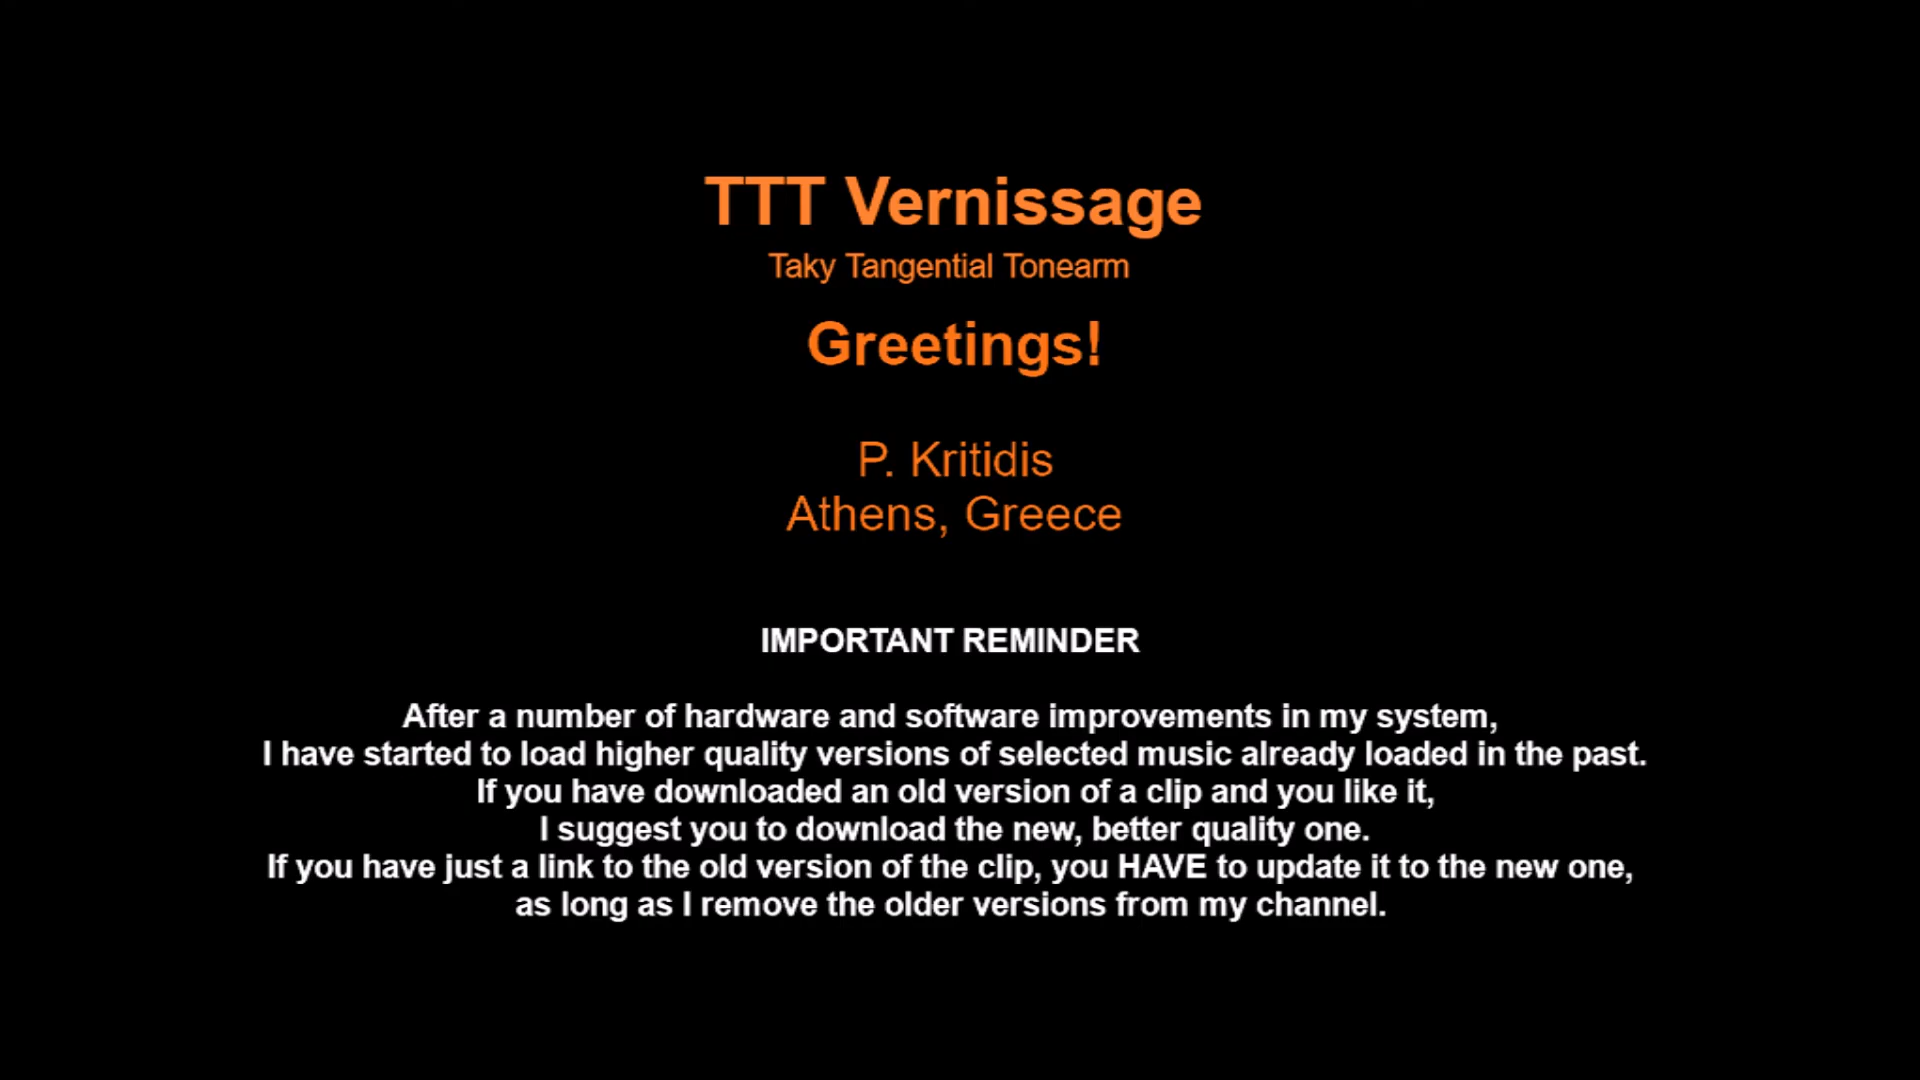 TTT Vernissage
Taky Tangential Tonearm
Greetings!
P. Kritidis
Athens, Greece
IMPORTANT REMINDER
After a number of hardware and software improvements in my system,
I have started to load higher quality versions of selected music already loaded in the past.
If you have downloaded an old version of a clip and you like it,
I suggest you to download the new, better quality one.
If you have just a link to the old version of the clip, you HAVE to update it to the new one,
as long as I remove the older versions from my channel.